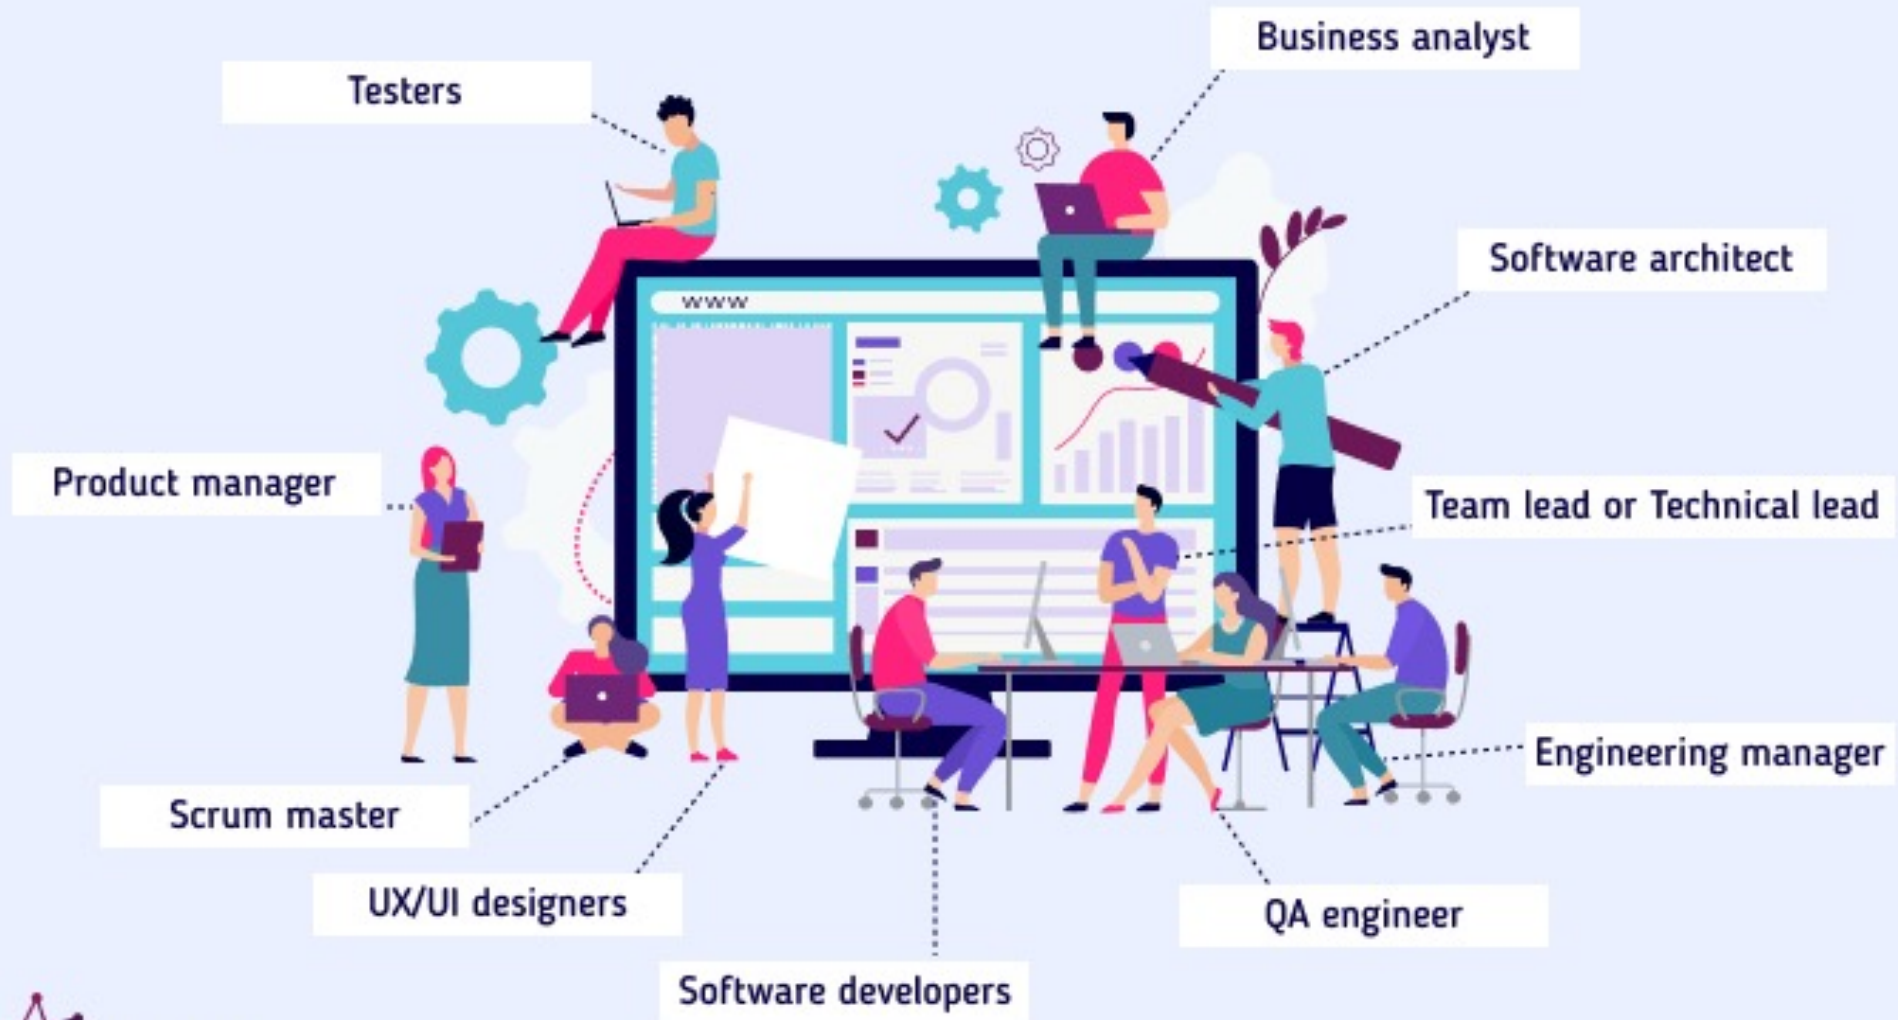 Business analyst
Testers
Software architect
www
Product manager
Team lead or Technical lead
Engineering manager
Scrum master
UX/UI designers
QA engineer
Software developers